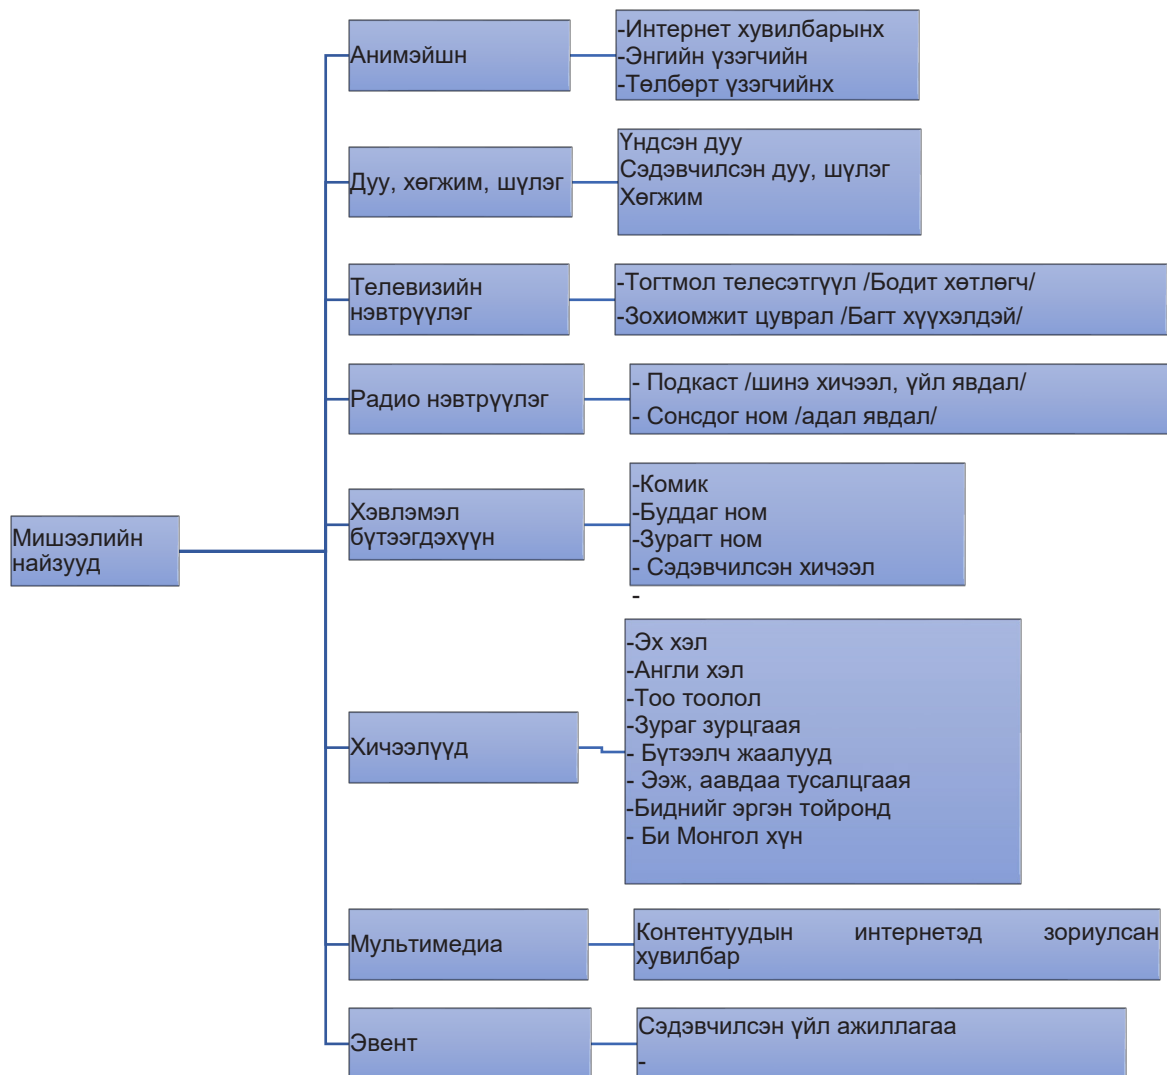 Анимэйшн
-Интернет хувилбарынх
-Энгийн үзэгчийн
-Төлбөрт үзэгчийнх
Дуу, хөгжим, шүлэг
Үндсэн дуу
Сэдэвчилсэн дуу, шүлэг
Хөгжим
Телевизийн
нэвтрүүлэг
-Тогтмол телесэтгүүл /Бодит хөтлөгч/
-Зохиомжит цуврал /Багт хүүхэлдэй/
Радио нэвтрүүлэг
- Подкаст /шинэ хичээл, үйл явдал/
- Сонсдог ном /адал явдал/
Мишээлийн
найзууд
Хэвлэмэл
бүтээгдэхүүн
-Комик
-Буддаг ном
-Зурагт ном
- Сэдэвчилсэн хичээл
-
Хичээлүүд
-Эх хэл
-Англи хэл
-Тоо тоолол
-Зураг зурцгаая
- Бүтээлч жаалууд
- Ээж, аавдаа тусалцгаая
-Биднийг эргэн тойронд
- Би Монгол хүн
Мультимедиа
Контентуудын интернетэд зориулсан
хувилбар
Эвент
Сэдэвчилсэн үйл ажиллагаа
-